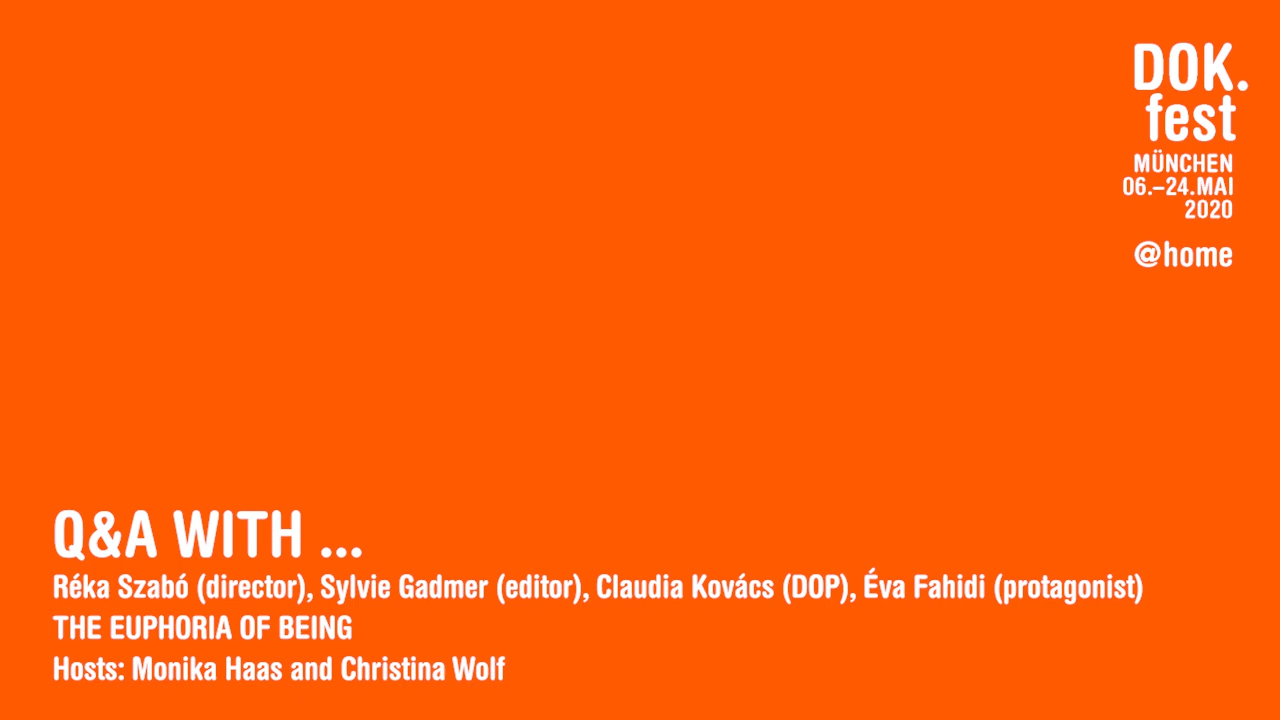 DOK.
fest
MÜNCHEN
06.–24.MAI
2020
@home
Q&A WITH ...
Réka Szabó (director), Sylvie Gadmer (editor), Claudia Kovács (DOP), Éva Fahidi (protagonist)
THE EUPHORIA OF BEING
Hosts: Monika Haas and Christina Wolf